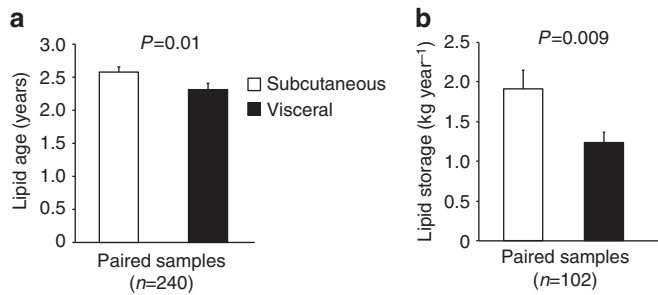 a
P=0.01
Lipid age (years)
3.0
2.5
2.0
1.5
1.0
0.5
0
Paired samples
(n=240)
Subcutaneous
Visceral
b
P=0.009
Lipid storage (kg year⁻¹)
2.5
2.0
1.5
1.0
0.5
0
Paired samples
(n=102)